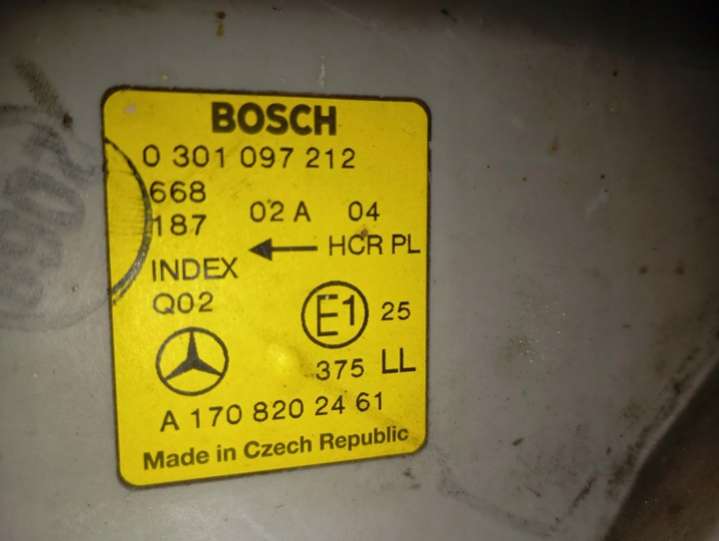 BOSCH
0 301 097 212
668
187 02 A 04
← HCR PL
INDEX
Q02
E1 25
375 LL
A 170 820 24 61
Made in Czech Republic